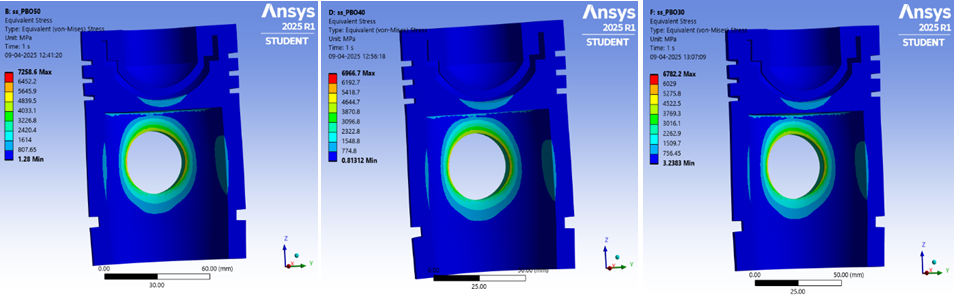 B: ss_PBO50
Equivalent Stress
Type: Equivalent (von-Mises) Stress
Unit: MPa
Time: 1 s
09-04-2025 12:41:20
7258.6 Max
6452.2
5645.9
4839.5
4033.1
3226.8
2420.4
1614
807.65
1.28 Min
Ansys
2025 R1
STUDENT
0.00
60.00 (mm)
30.00
Z
Y
X
D: ss_PBO40
Equivalent Stress
Type: Equivalent (von-Mises) Stress
Unit: MPa
Time: 1 s
09-04-2025 12:56:18
6966.7 Max
6192.7
5418.7
4644.7
3870.8
3096.8
2322.8
1548.8
774.8
0.81312 Min
Ansys
2025 R1
STUDENT
0.00
50.00 (mm)
25.00
Z
Y
X
F: ss_PBO30
Equivalent Stress
Type: Equivalent (von-Mises) Stress
Unit: MPa
Time: 1 s
09-04-2025 13:07:09
6782.2 Max
6029
5275.8
4522.5
3769.3
3016.1
2262.9
1509.7
756.45
3.2383 Min
Ansys
2025 R1
STUDENT
0.00
50.00 (mm)
25.00
Z
Y
X